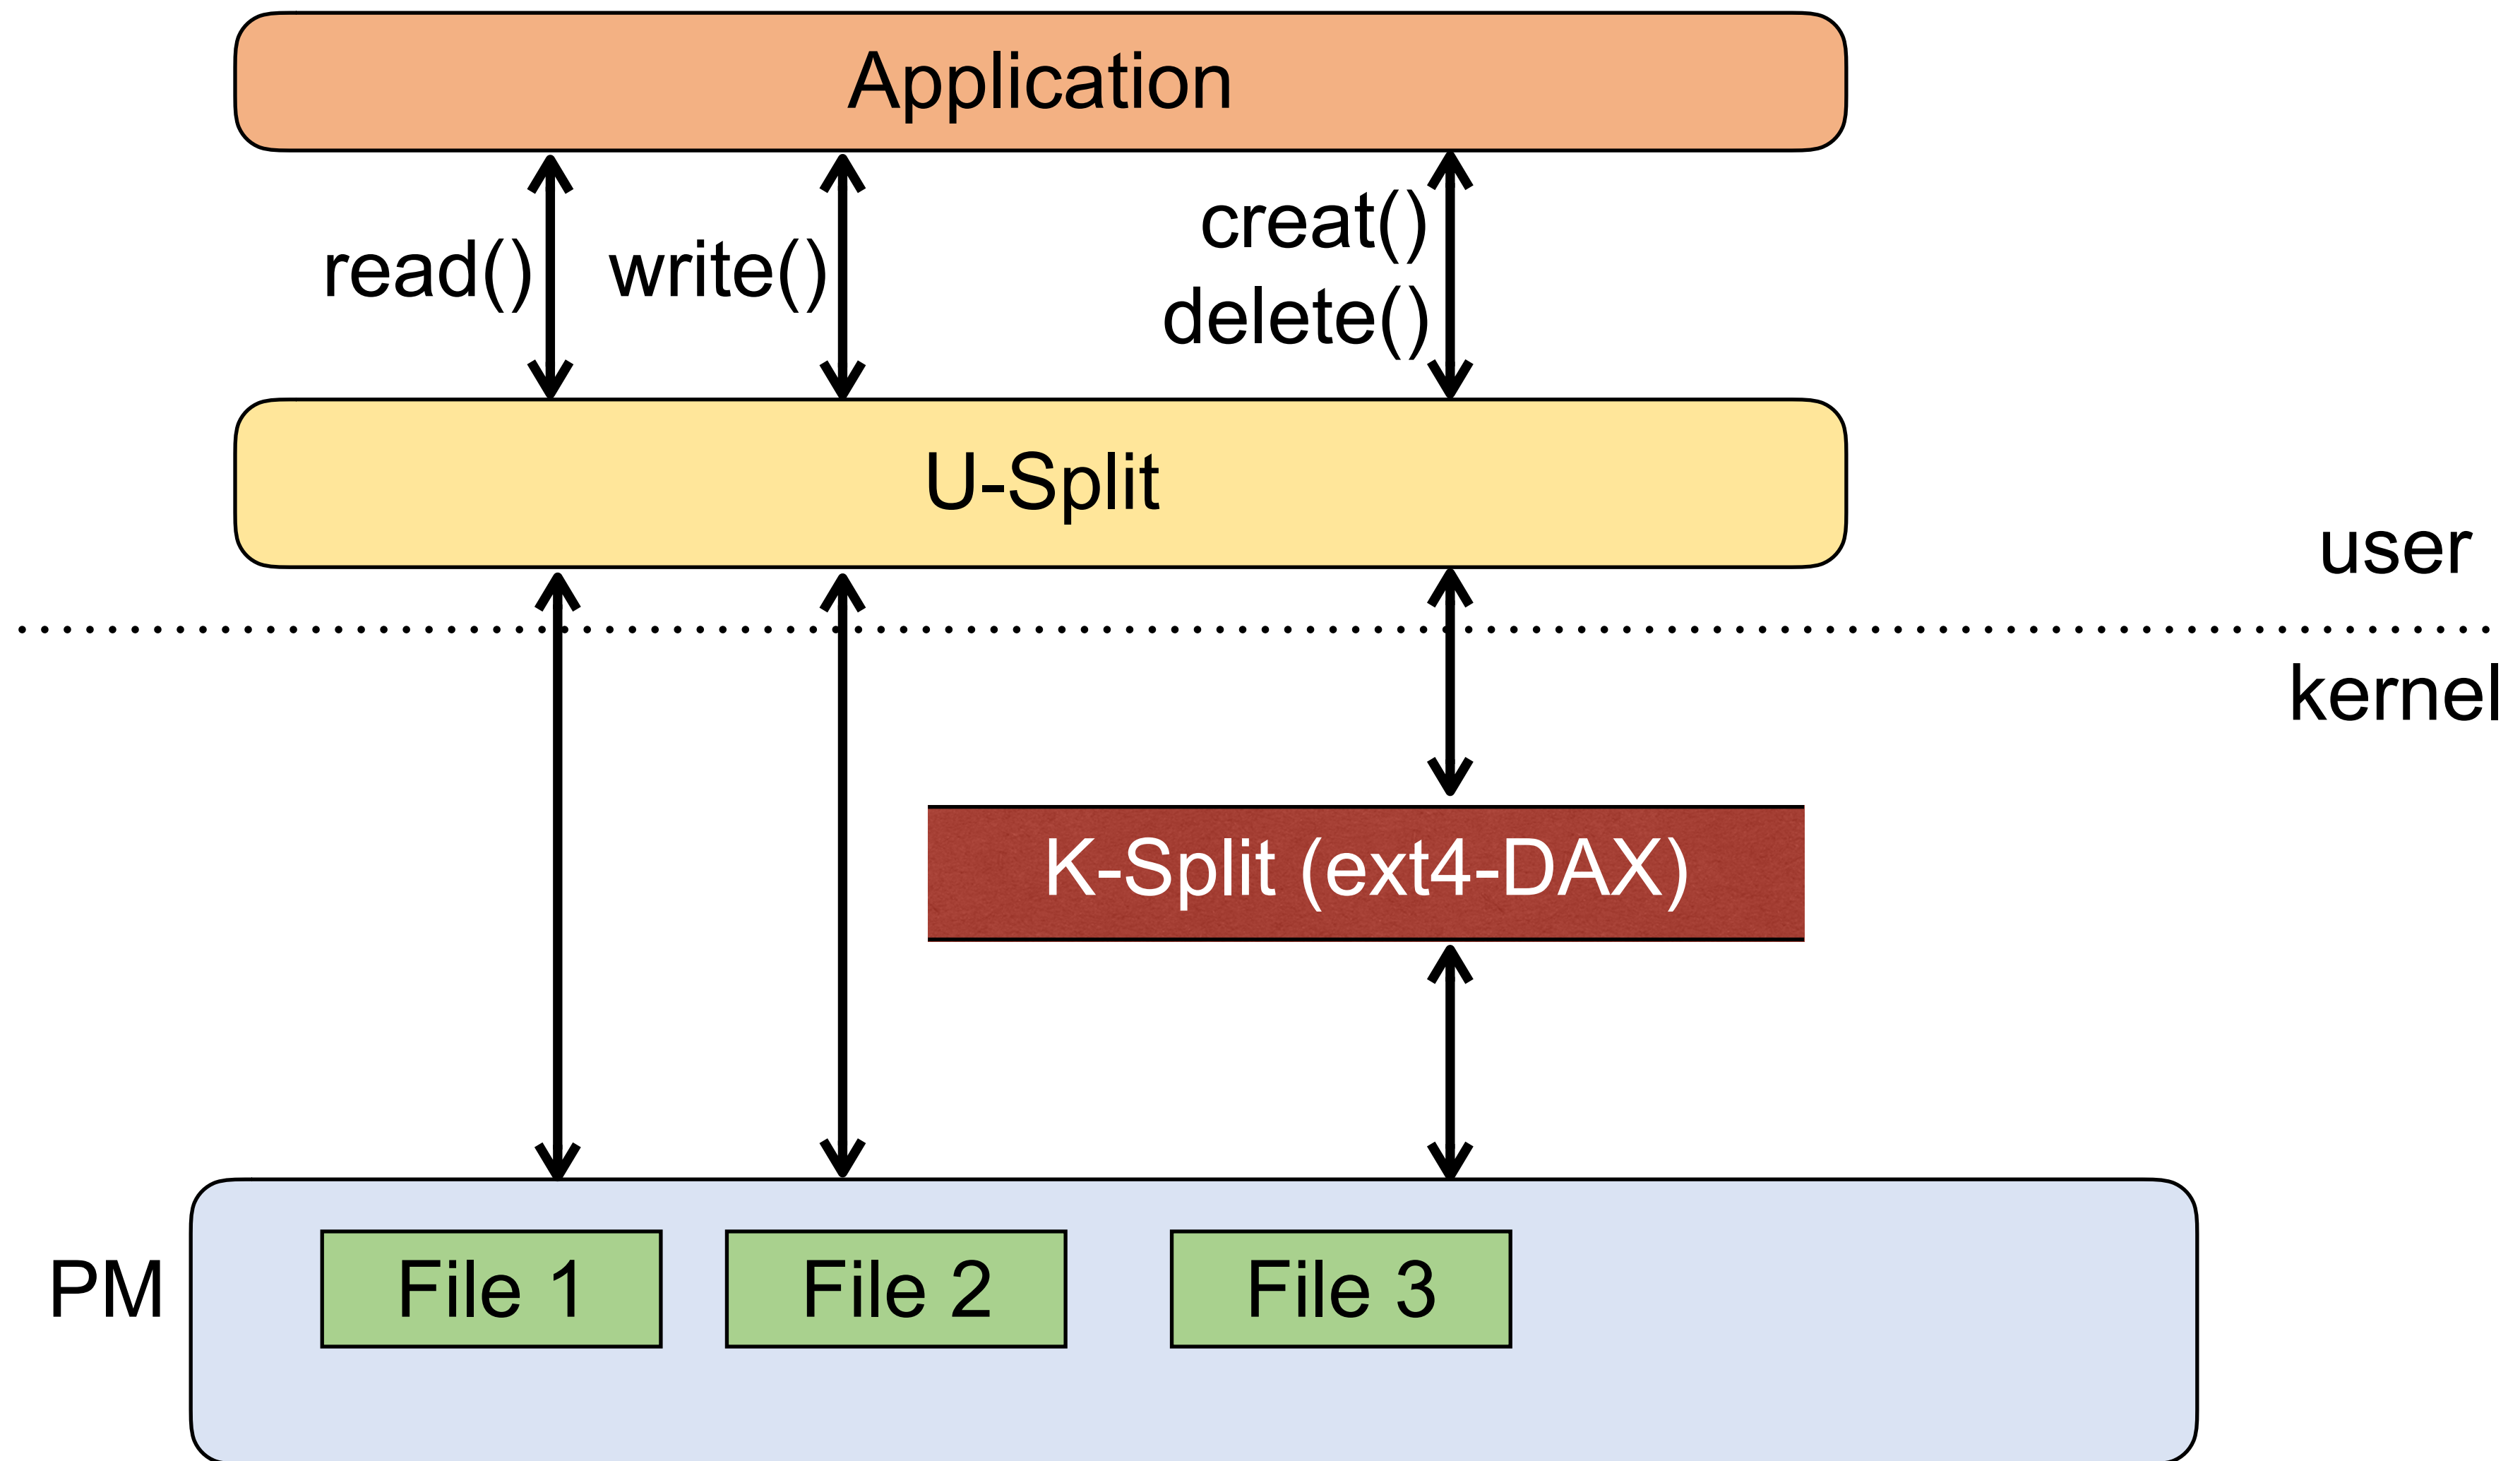 Application
read()
write()
creat()
delete()
U-Split
user
kernel
K-Split (ext4-DAX)
PM
File 1
File 2
File 3